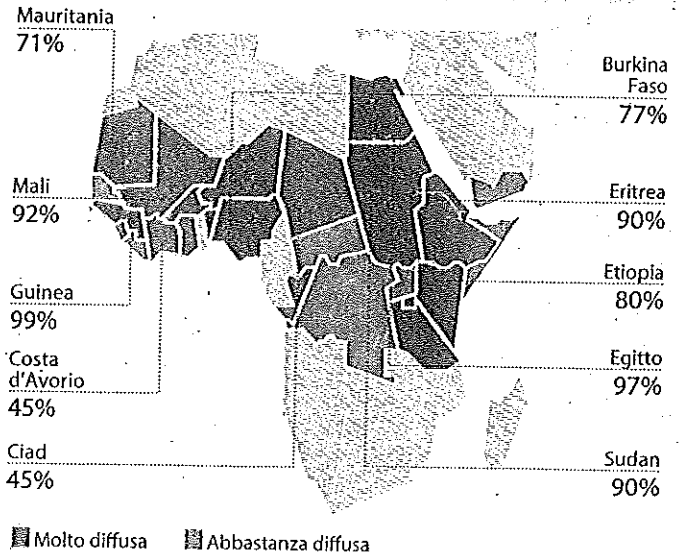 Mauritania
71%
Mali
92%
Guinea
99%
Costa
d'Avorio
45%
Ciad
45%
Burkina
Faso
77%
Eritrea
90%
Etiopia
80%
Egitto
97%
Sudan
90%
Molto diffusa
Abbastanza diffusa